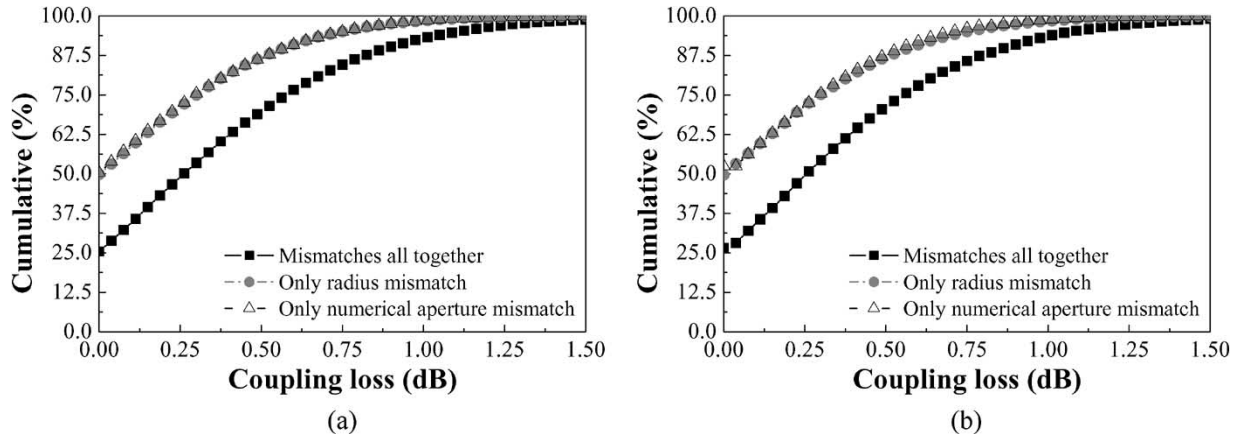 100.0
87.5
75.0
62.5
50.0
37.5
25.0
12.5
0.0
Cumulative (%)
Mismatches all together
Only radius mismatch
Only numerical aperture mismatch
0.00 0.25 0.50 0.75 1.00 1.25 1.50
Coupling loss (dB)
(a)
100.0
87.5
75.0
62.5
50.0
37.5
25.0
12.5
0.0
Cumulative (%)
Mismatches all together
Only radius mismatch
Only numerical aperture mismatch
0.00 0.25 0.50 0.75 1.00 1.25 1.50
Coupling loss (dB)
(b)